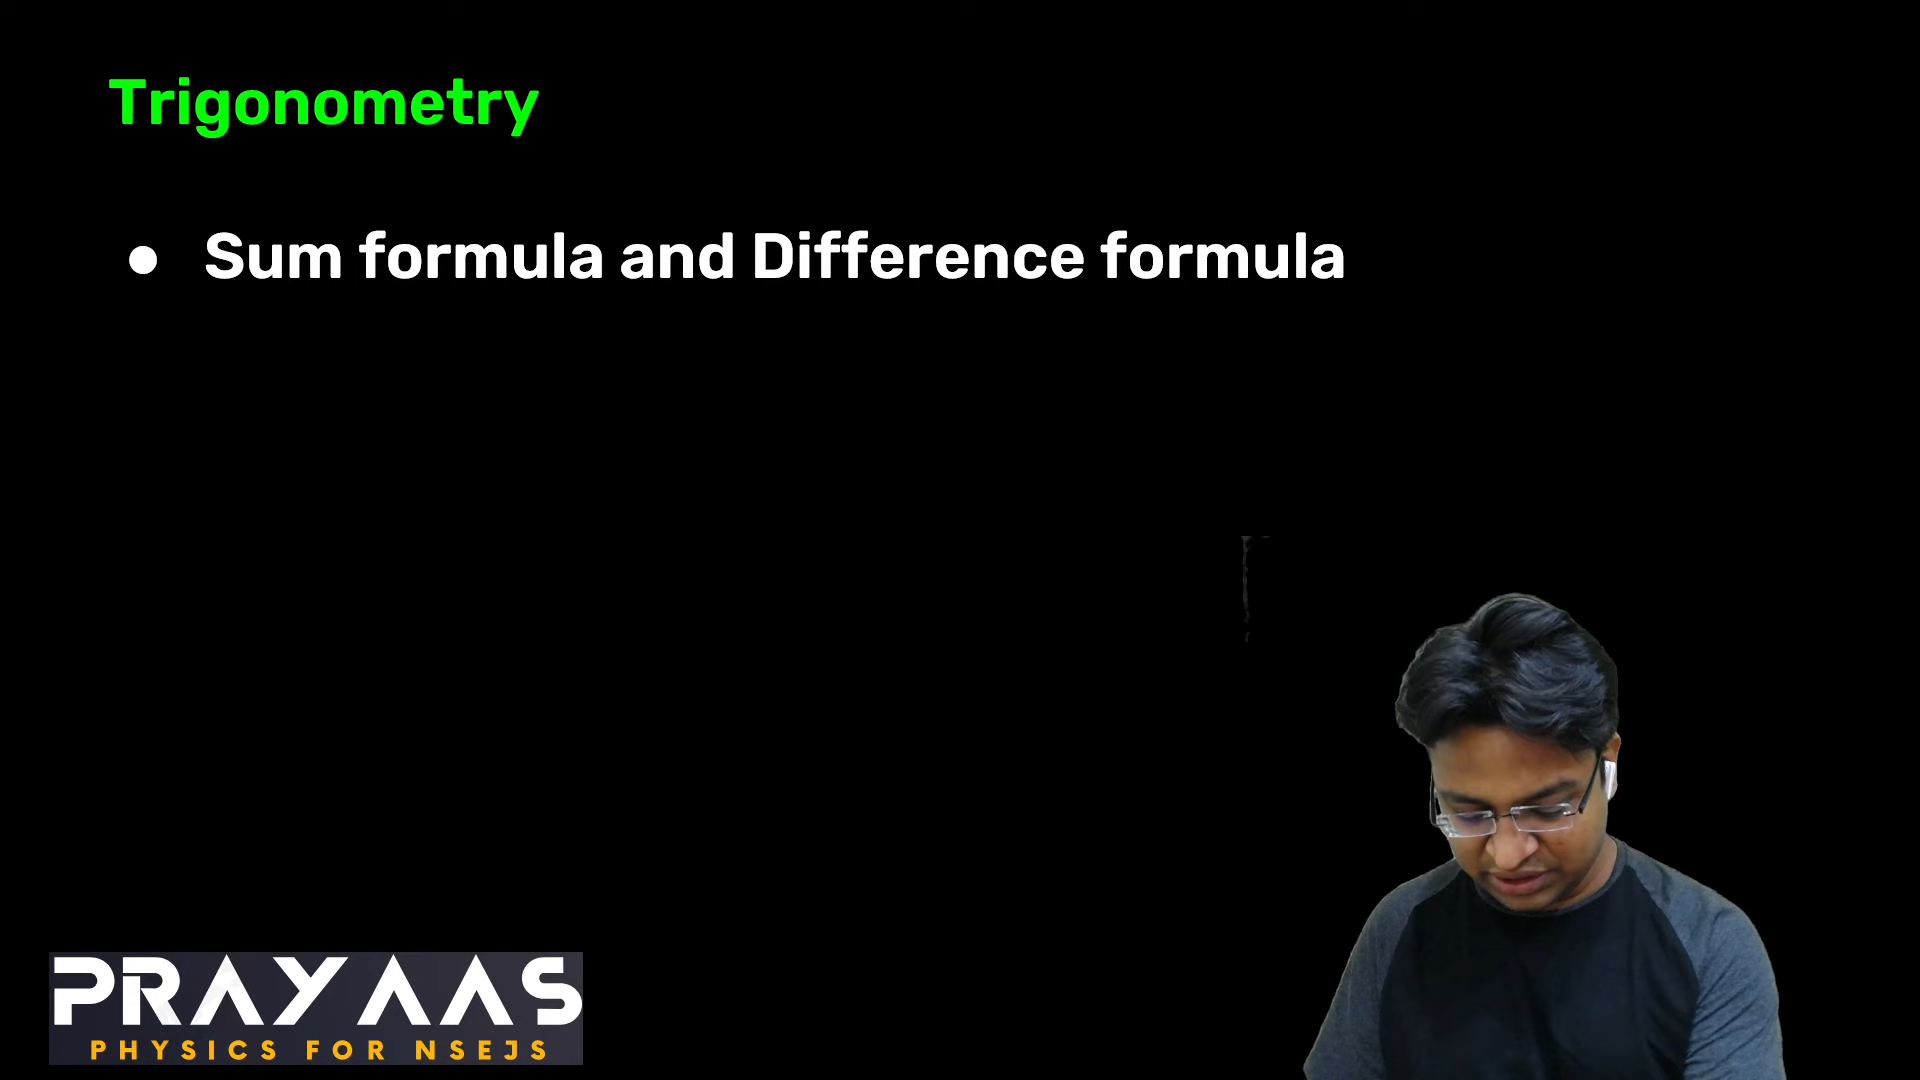 Trigonometry
● Sum formula and Difference formula
PRAYAAS
PHYSICS FOR NSEJS